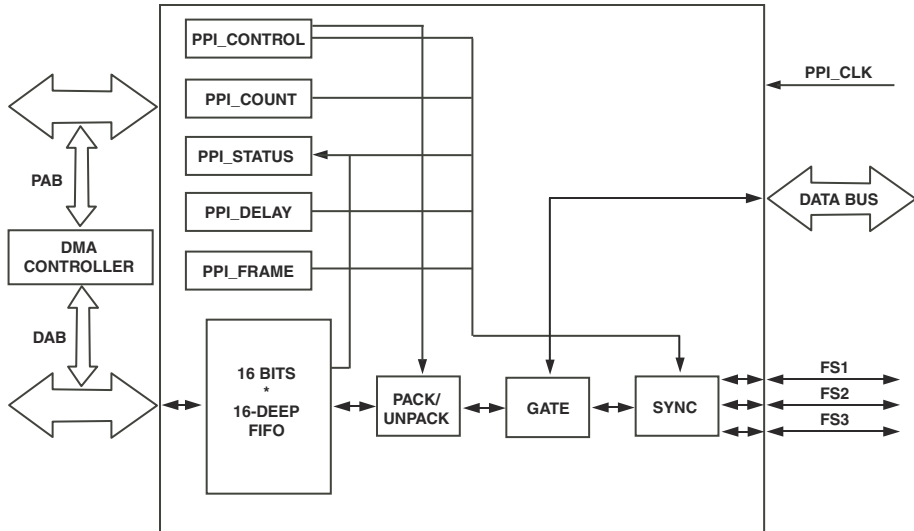 PPI_CONTROL
PPI_COUNT
PPI_STATUS
PPI_DELAY
PPI_FRAME
PAB
DMA
CONTROLLER
DAB
16 BITS
*
16-DEEP
FIFO
PACK/
UNPACK
GATE
SYNC
PPI_CLK
DATA BUS
FS1
FS2
FS3